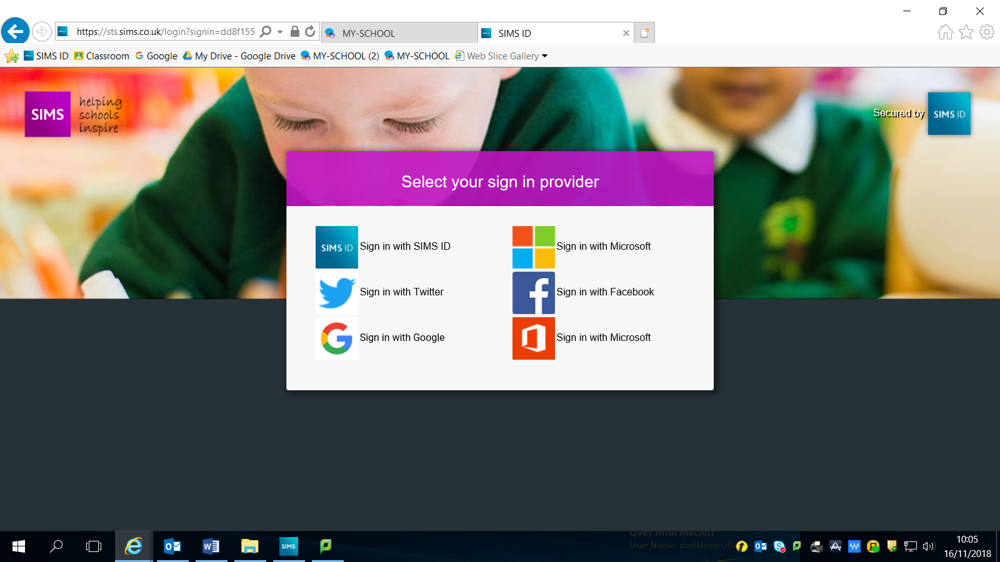 https://sts.sims.co.uk/login?signin=dd8f155
MY-SCHOOL
SIMS ID
SIMS ID
Classroom
Google
My Drive - Google Drive
MY-SCHOOL (2)
MY-SCHOOL
Web Slice Gallery
SIMS
helping
schools
inspire
Secured by
SIMS ID
Select your sign in provider
SIMS ID
Sign in with SIMS ID
Sign in with Microsoft
Sign in with Twitter
Sign in with Facebook
Sign in with Google
Sign in with Microsoft
User Information
User Name: dwilkinson707
SIMS
10:05
16/11/2018